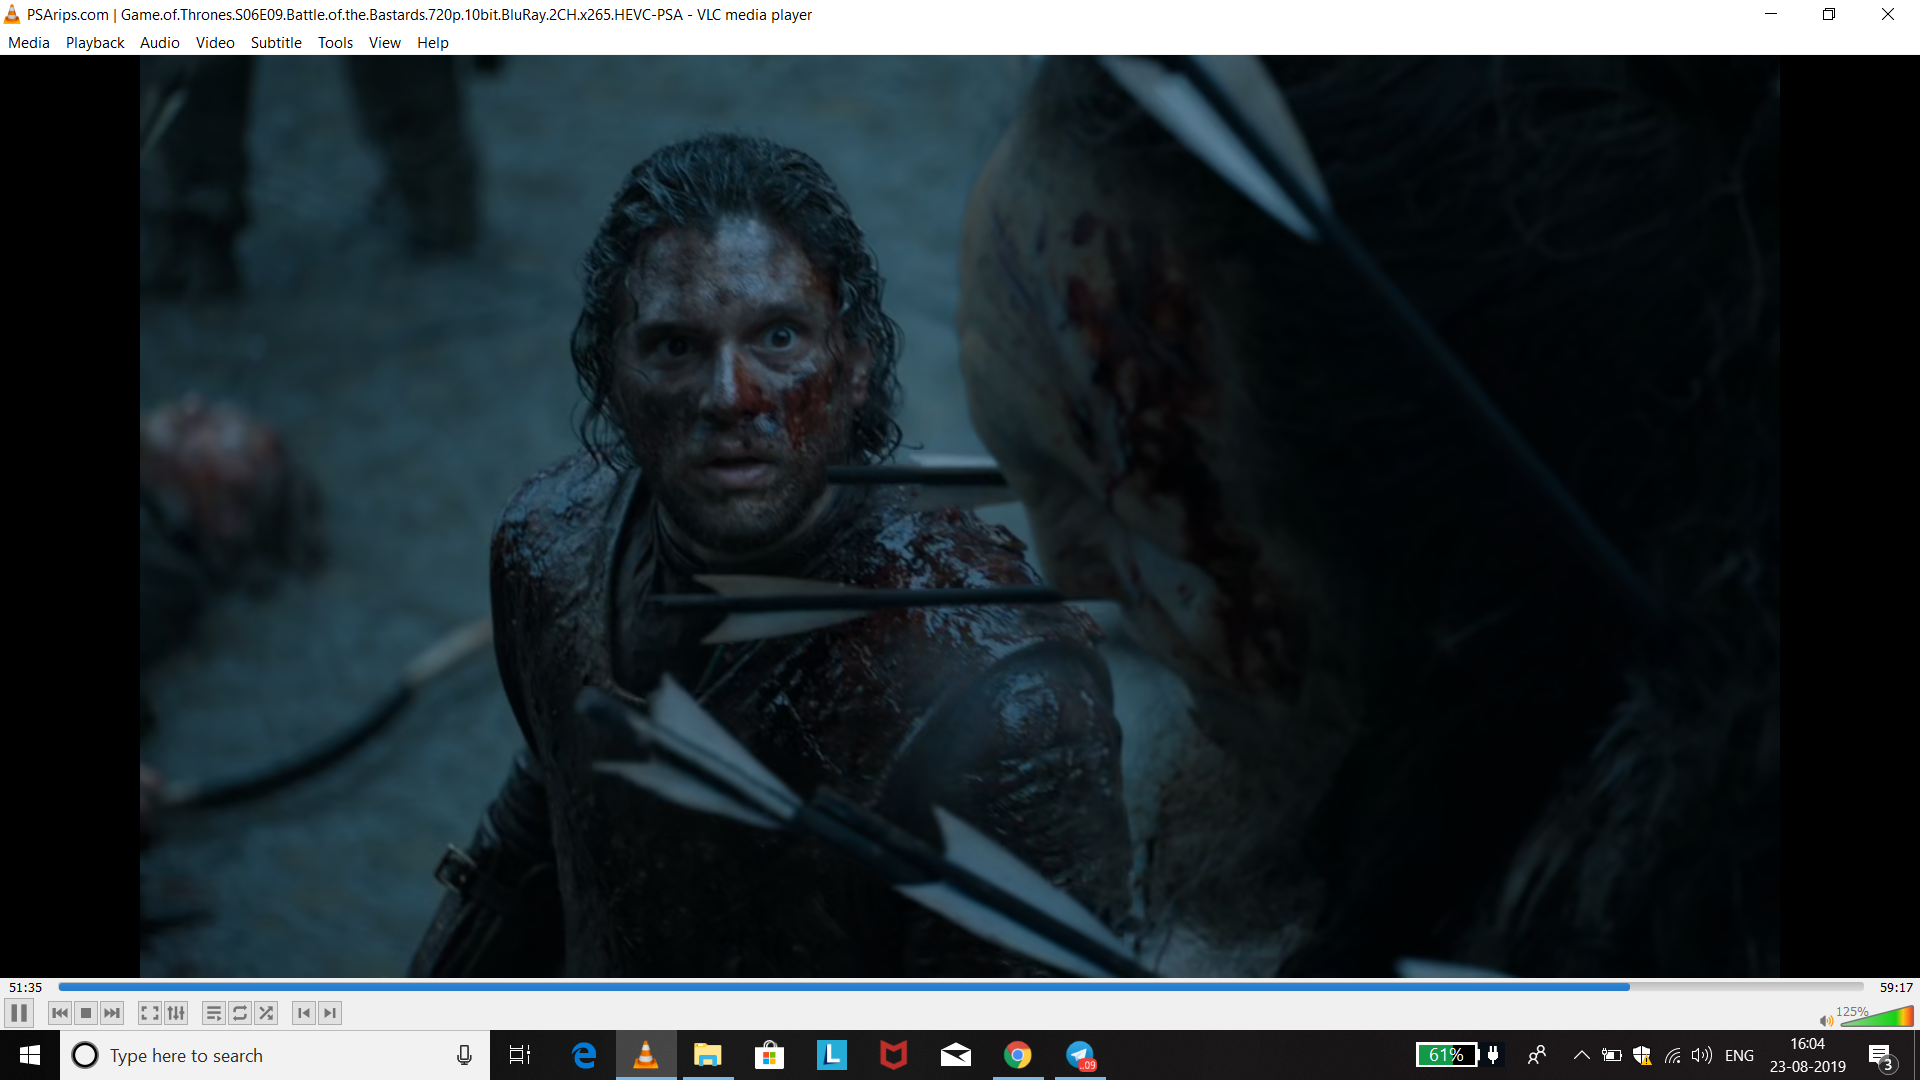 PSArips.com | Game.of.Thrones.S06E09.Battle.of.the.Bastards.720p.10bit.BluRay.2CH.x265.HEVC-PSA - VLC media player
Media Playback Audio Video Subtitle Tools View Help
51:35 59:17
125%
Type here to search
61%
ENG
16:04
23-08-2019
3
L
..09